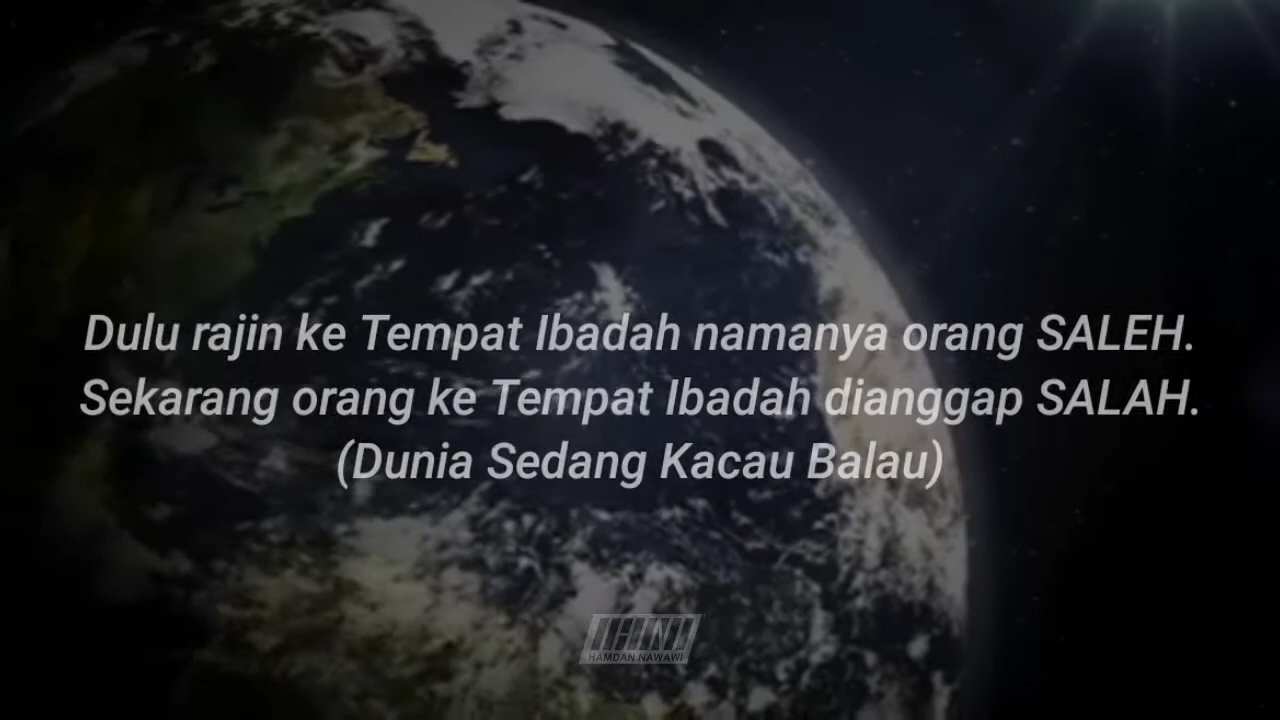 Dulu rajin ke Tempat Ibadah namanya orang SALEH.
Sekarang orang ke Tempat Ibadah dianggap SALAH.
(Dunia Sedang Kacau Balau)
HAMDAN NAWAWI